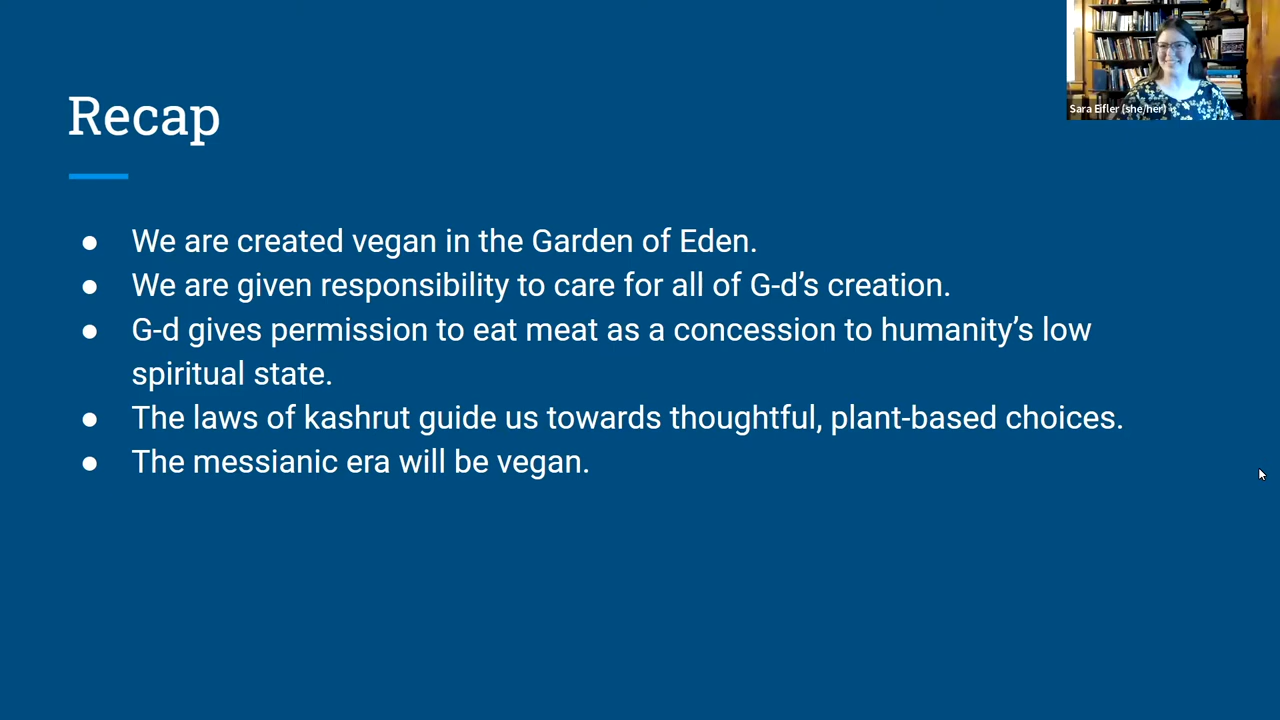 Sara Eifler (she/her)
Recap
● We are created vegan in the Garden of Eden.
● We are given responsibility to care for all of G-d’s creation.
● G-d gives permission to eat meat as a concession to humanity’s low
spiritual state.
● The laws of kashrut guide us towards thoughtful, plant-based choices.
● The messianic era will be vegan.